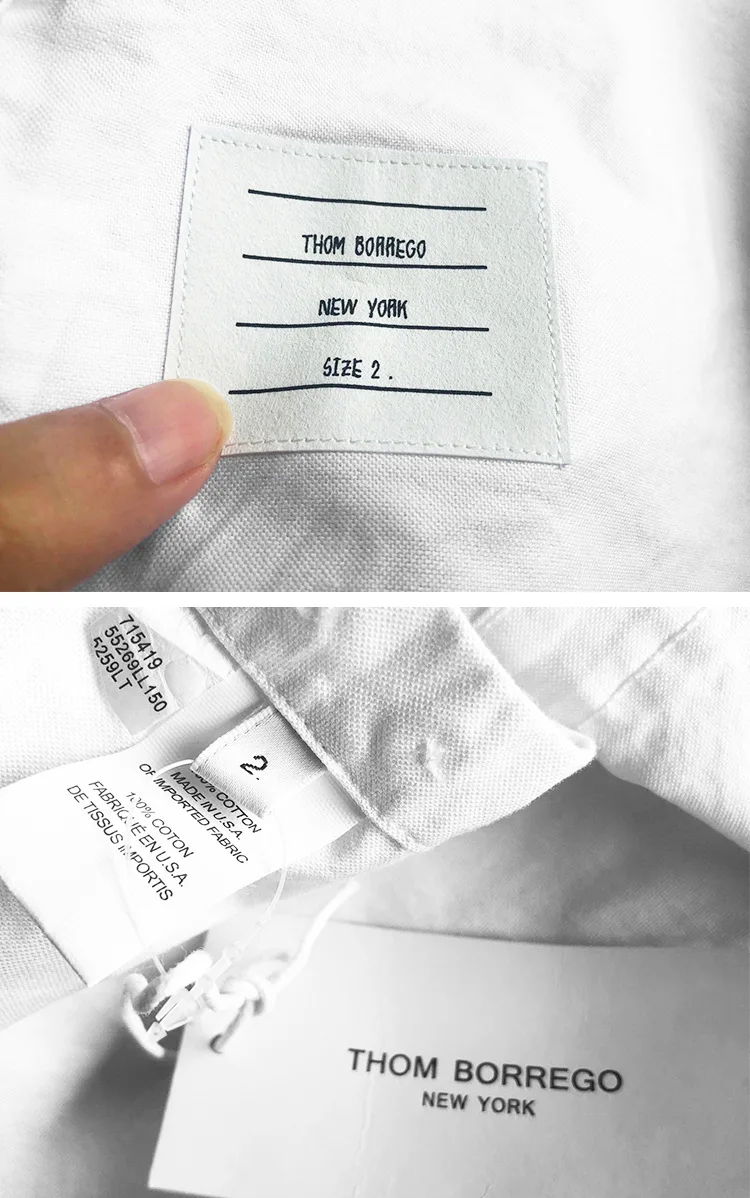 THOM BORREGO
NEW YORK
SIZE 2 .
715419
55269LL150
5259LT
2.
COTTON
MADE IN U.S.A.
OF IMPORTED FABRIC
100% COTON
FABRIQUÉ EN U.S.A.
DE TISSUS IMPORTIS
THOM BORREGO
NEW YORK